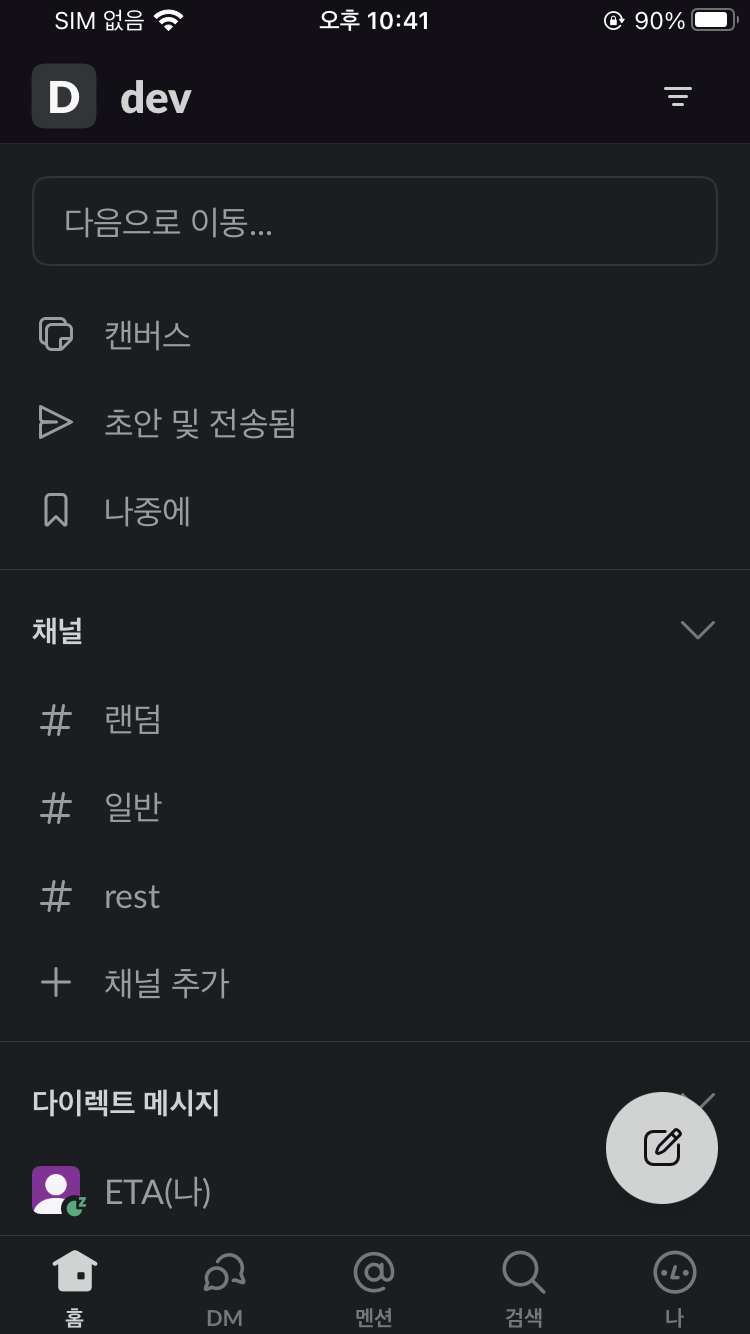 SIM 없음 오후 10:41 90%
D dev
다음으로 이동...
캔버스
초안 및 전송됨
나중에
채널
# 랜덤
# 일반
# rest
+ 채널 추가
다이렉트 메시지
z ETA(나)
홈 DM 멘션 검색 나